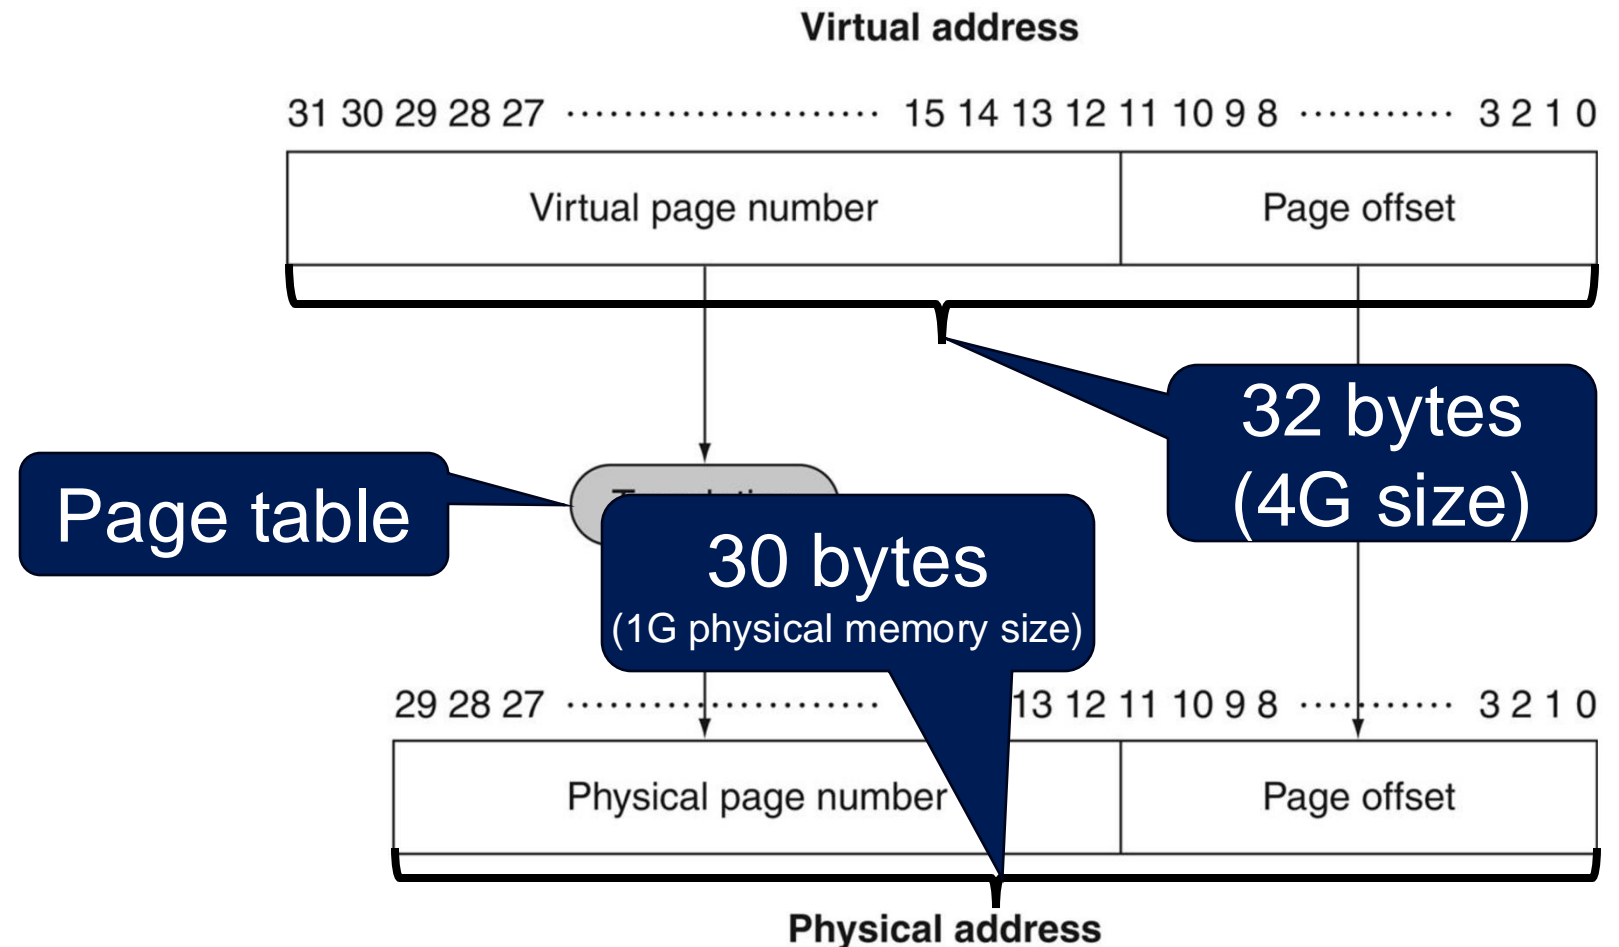 Virtual address
31 30 29 28 27 ······················ 15 14 13 12 11 10 9 8 ··········· 3 2 1 0
Virtual page number Page offset
32 bytes
(4G size)
Page table
30 bytes
(1G physical memory size)
29 28 27 ······················ 13 12 11 10 9 8 ··········· 3 2 1 0
Physical page number Page offset
Physical address